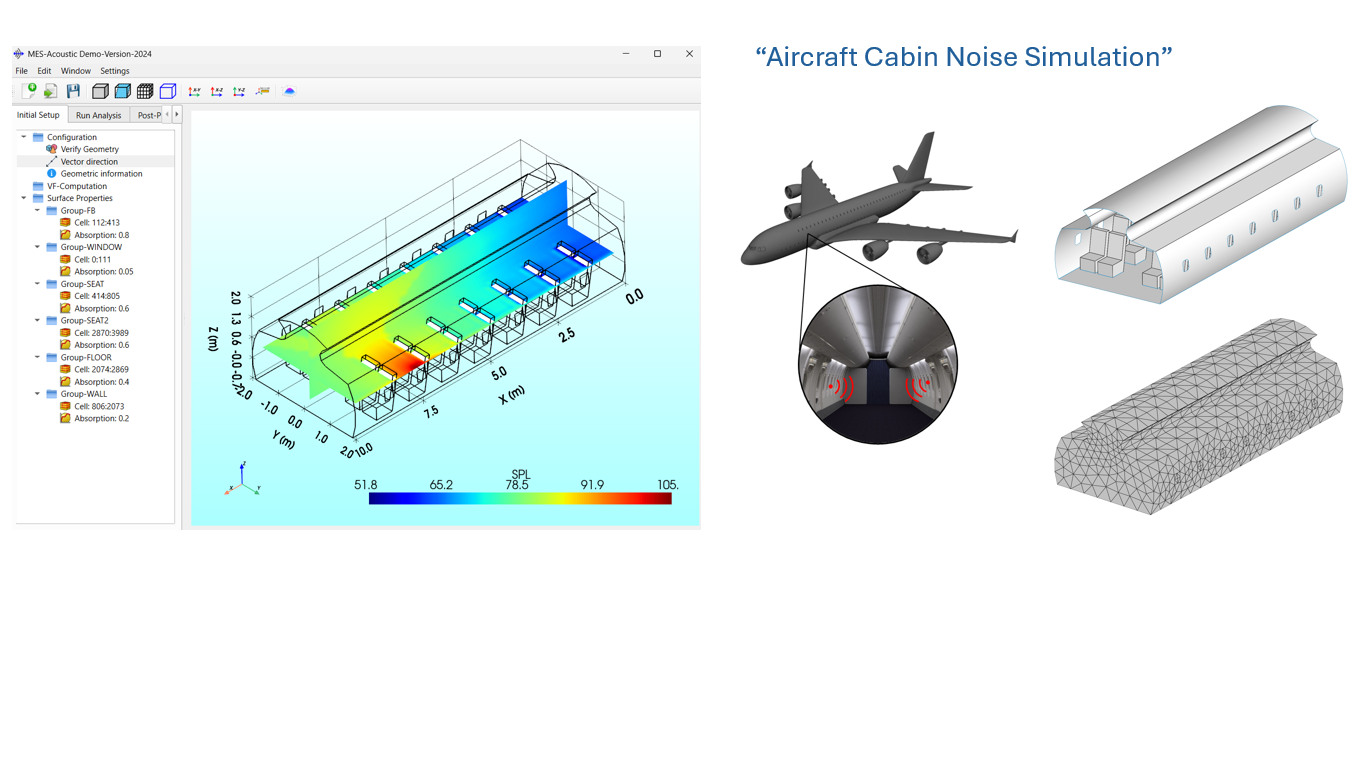 MES-Acoustic Demo-Version-2024
“Aircraft Cabin Noise Simulation”
File Edit Window Settings
X-Y X-Z Y-Z
Initial Setup Run Analysis Post-P
Configuration
Verify Geometry
Vector direction
Geometric information
VF-Computation
Surface Properties
Group-FB
Cell: 112:413
Absorption: 0.8
Group-WINDOW
Cell: 0:111
Absorption: 0.05
Group-SEAT
Cell: 414:805
Absorption: 0.6
Group-SEAT2
Cell: 2870:3989
Absorption: 0.6
Group-FLOOR
Cell: 2074:2869
Absorption: 0.4
Group-WALL
Cell: 806:2073
Absorption: 0.2
Z (m)
2.0 1.3 0.6 -0.0
-1.0 0.0 1.0 2.0
Y (m)
10.0 7.5 5.0 2.5 0.0
X (m)
Z
X Y
SPL
51.8 65.2 78.5 91.9 105.